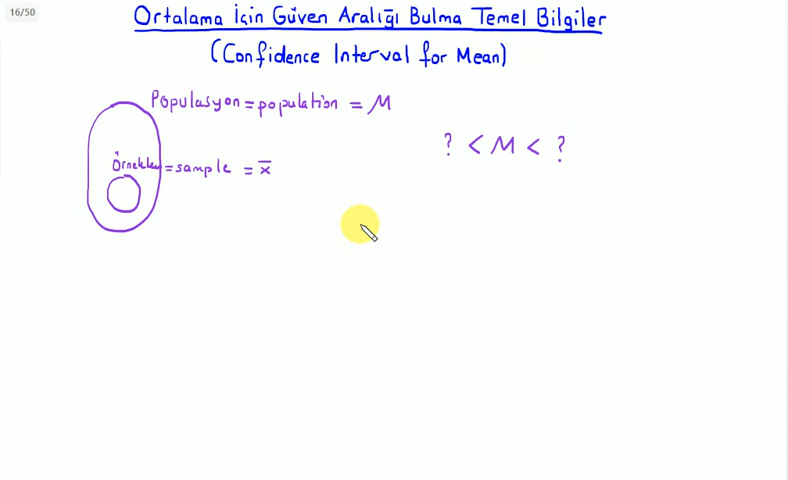 16/50
Ortalama İçin Güven Aralığı Bulma Temel Bilgiler
(Confidence Interval for Mean)
Populasyon = population = M
? < M < ?
Örneklem = sample = x̅